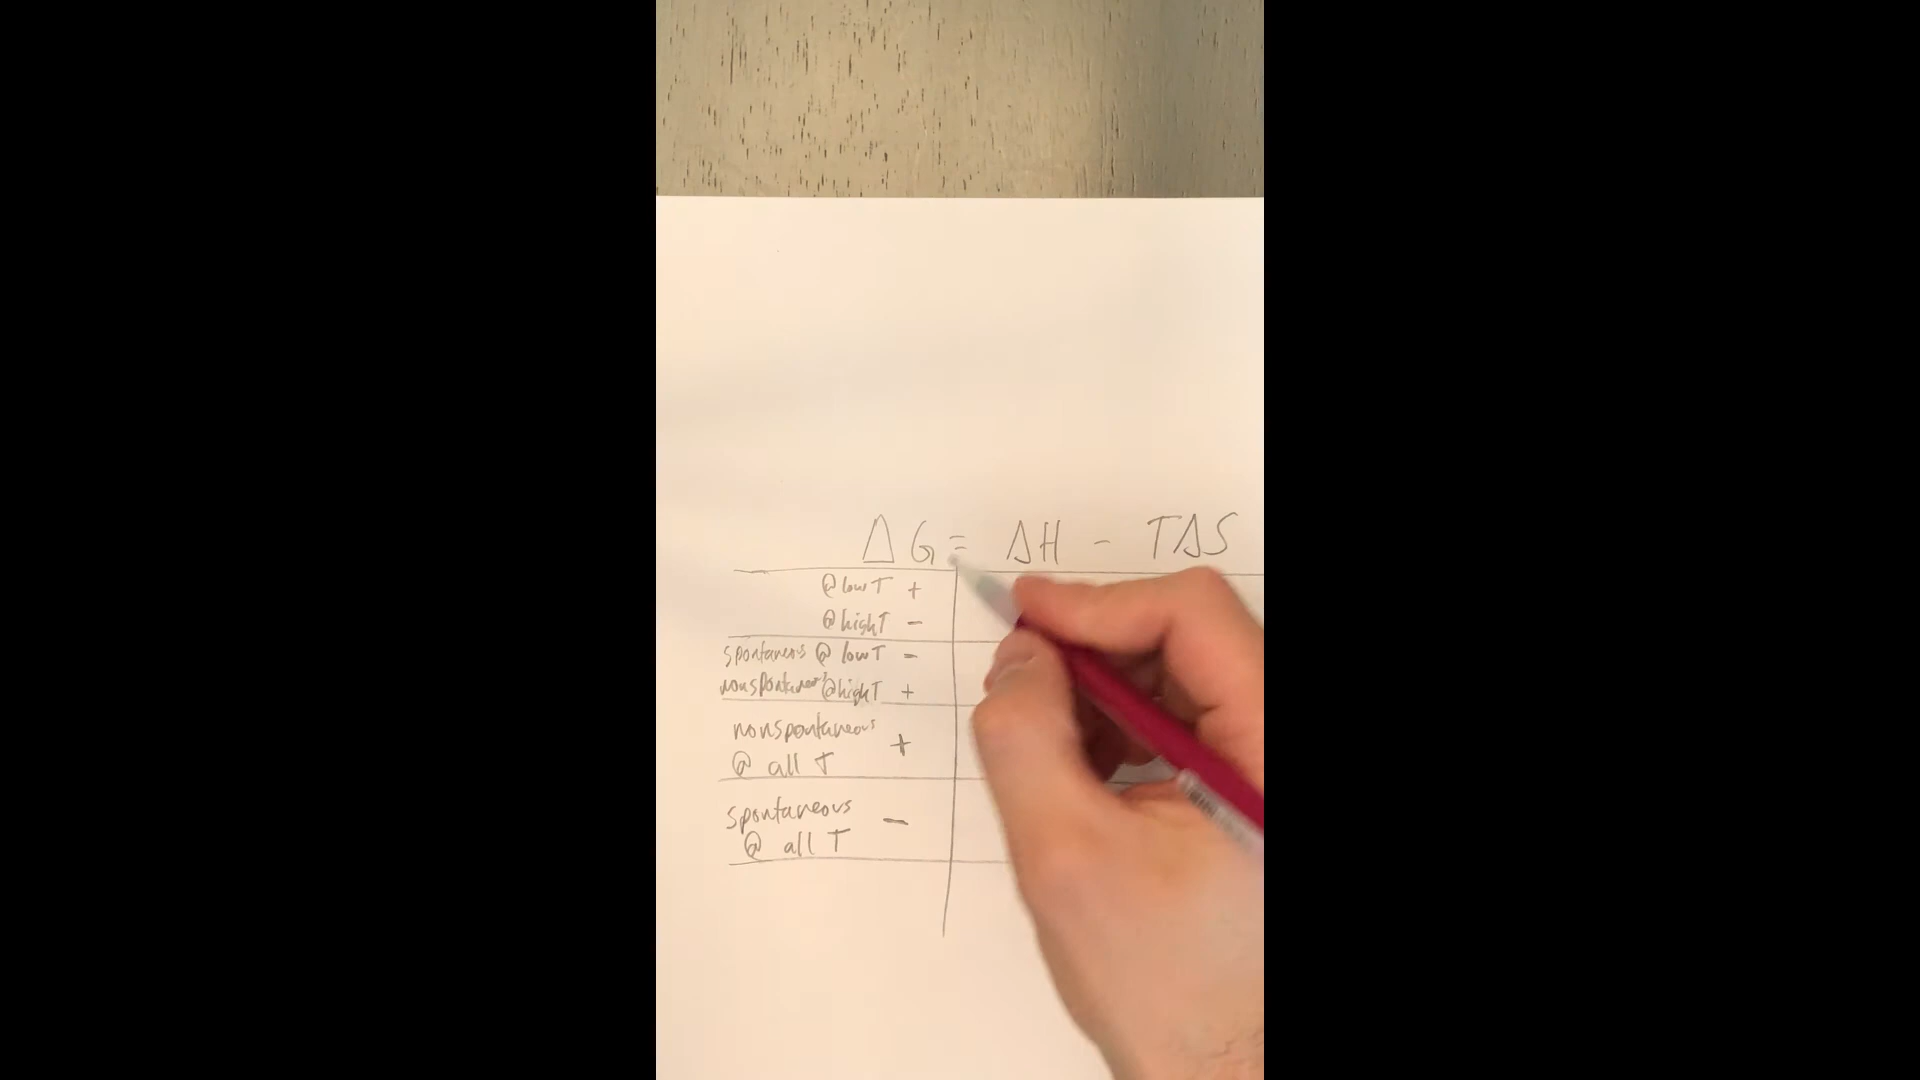 ΔG = ΔH - TΔS
@ low T +
@ high T -
spontaneous @ low T -
nonspontaneous @ high T +
nonspontaneous +
@ all T
spontaneous -
@ all T